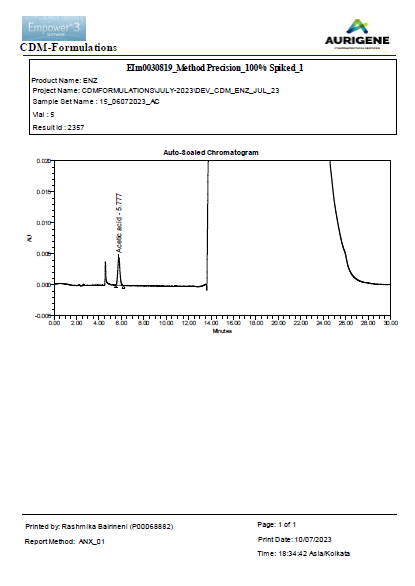 Empower 3
SOFTWARE
AURIGENE
CDM-Formulations
EIm0030819_Method Precision_100% Spiked_1
Product Name: ENZ
Project Name: CDMFORMULATIONS\JULY-2023\DEV_CDM_ENZ_JUL_23
Sample Set Name : 15_06072023_AC
Vial : 5
Result Id : 2357
Auto-Scaled Chromatogram
0.020
0.015
0.010
0.005
0.000
-0.005
AU
Acetic acid - 5.777
0.00 2.00 4.00 6.00 8.00 10.00 12.00 14.00 16.00 18.00 20.00 22.00 24.00 26.00 28.00 30.00
Minutes
Printed by: Rashmika Bairineni (P00068882)
Page: 1 of 1
Report Method: ANX_01
Print Date: 10/07/2023
Time: 18:34:42 Asia/Kolkata